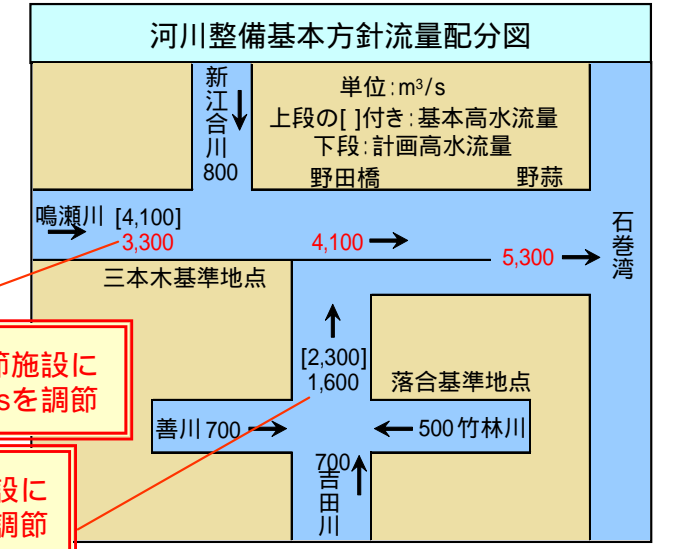 河川整備基本方針流量配分図
新江合川
800
単位:m³/s
上段の[ ]付き:基本高水流量
下段:計画高水流量
野田橋
野蒜
鳴瀬川
[4,100]
3,300
4,100
5,300
石巻湾
三本木基準地点
節施設に
sを調節
[2,300]
1,600
落合基準地点
善川 700
500 竹林川
700
吉田川
設に
調節